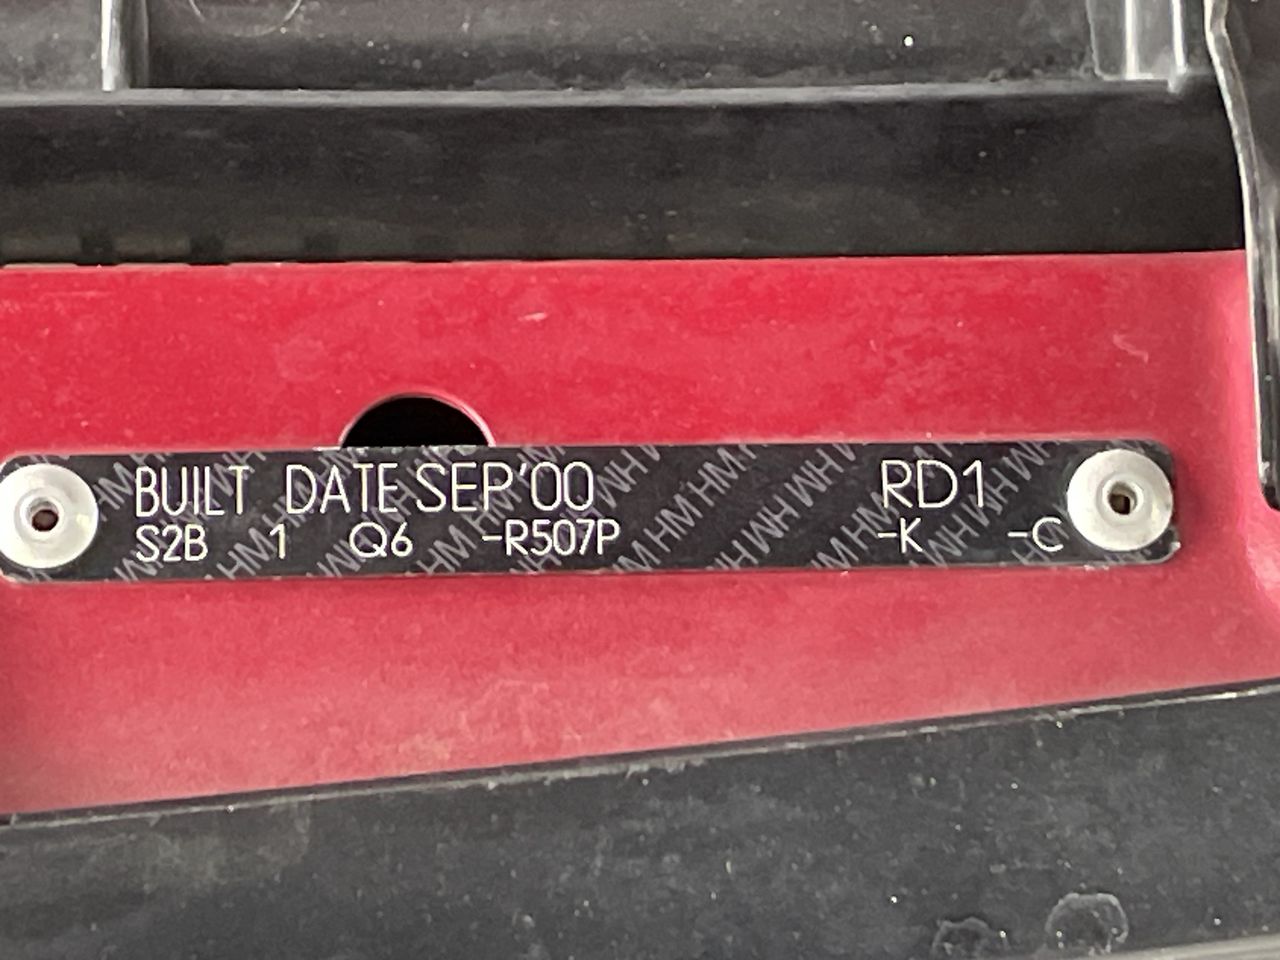 BUILT DATE SEP'00 RD1
S2B 1 Q6 -R507P -K -C